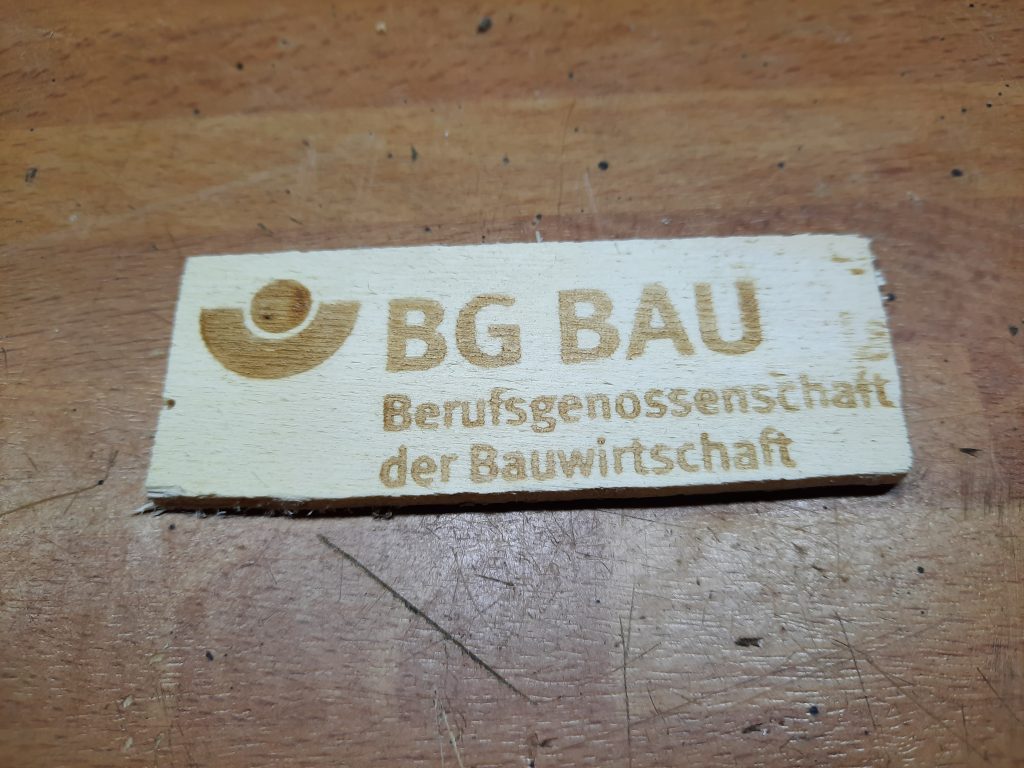 BG BAU
Berufsgenossenschaft
der Bauwirtschaft